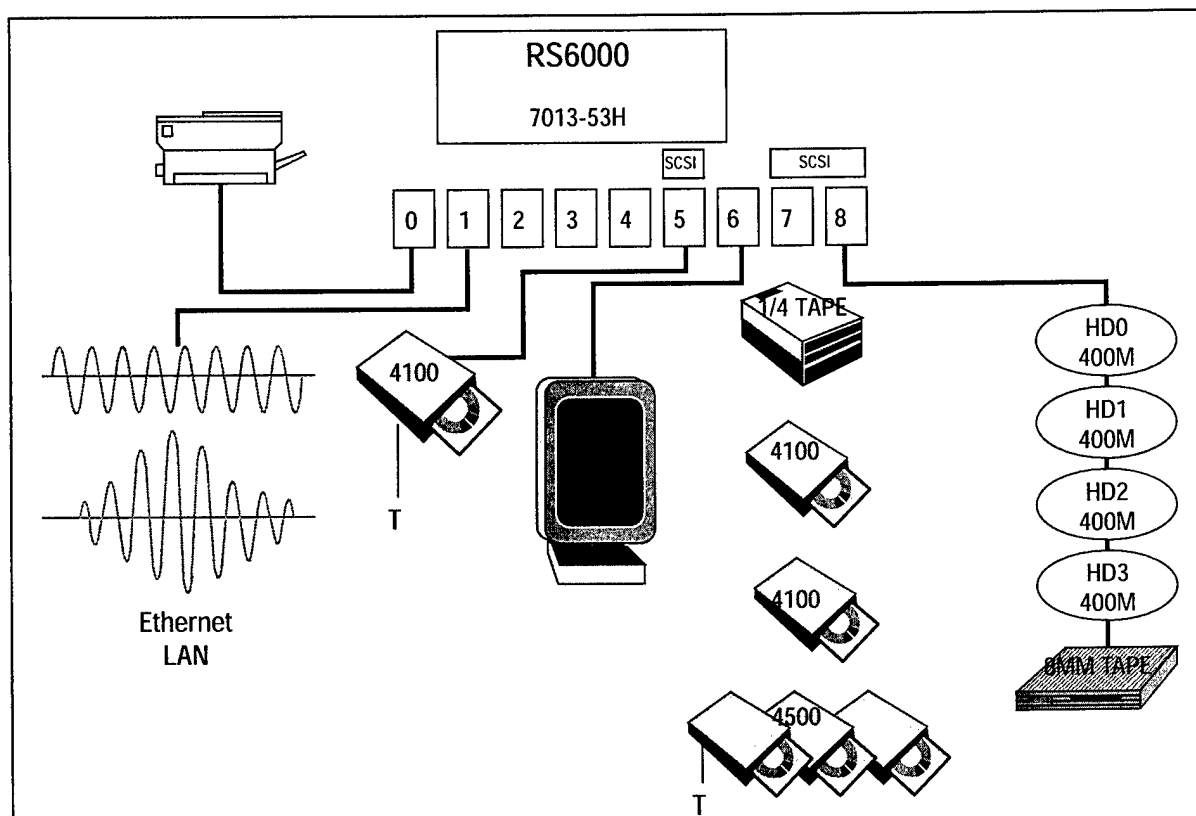 RS6000
7013-53H
SCSI
SCSI
0 1 2 3 4 5 6 7 8
1/4 TAPE
HD0
400M
4100
HD1
400M
4100
HD2
400M
T
HD3
400M
4100
Ethernet
LAN
8MM TAPE
4500
T